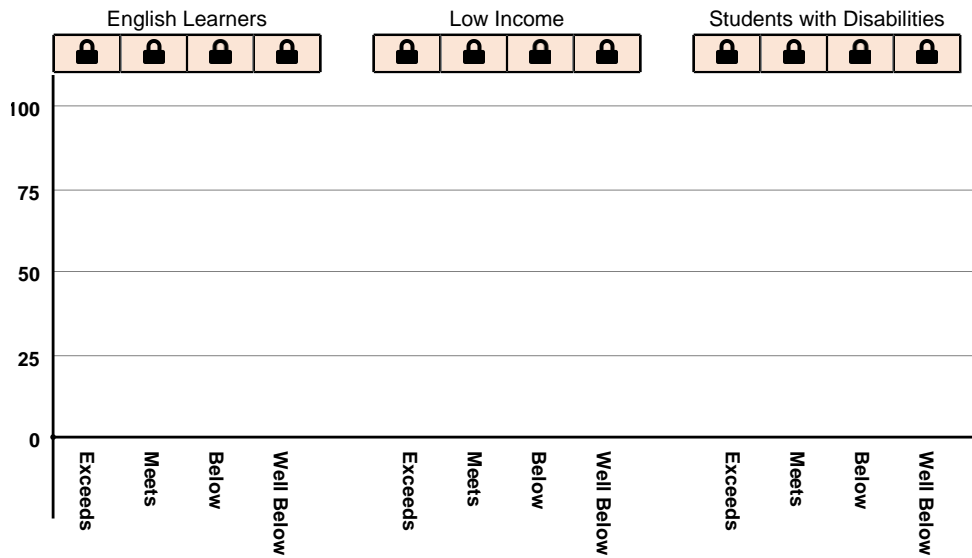 English Learners Low Income Students with Disabilities
100
75
50
25
0
Exceeds Meets Below Well Below Exceeds Meets Below Well Below Exceeds Meets Below Well Below